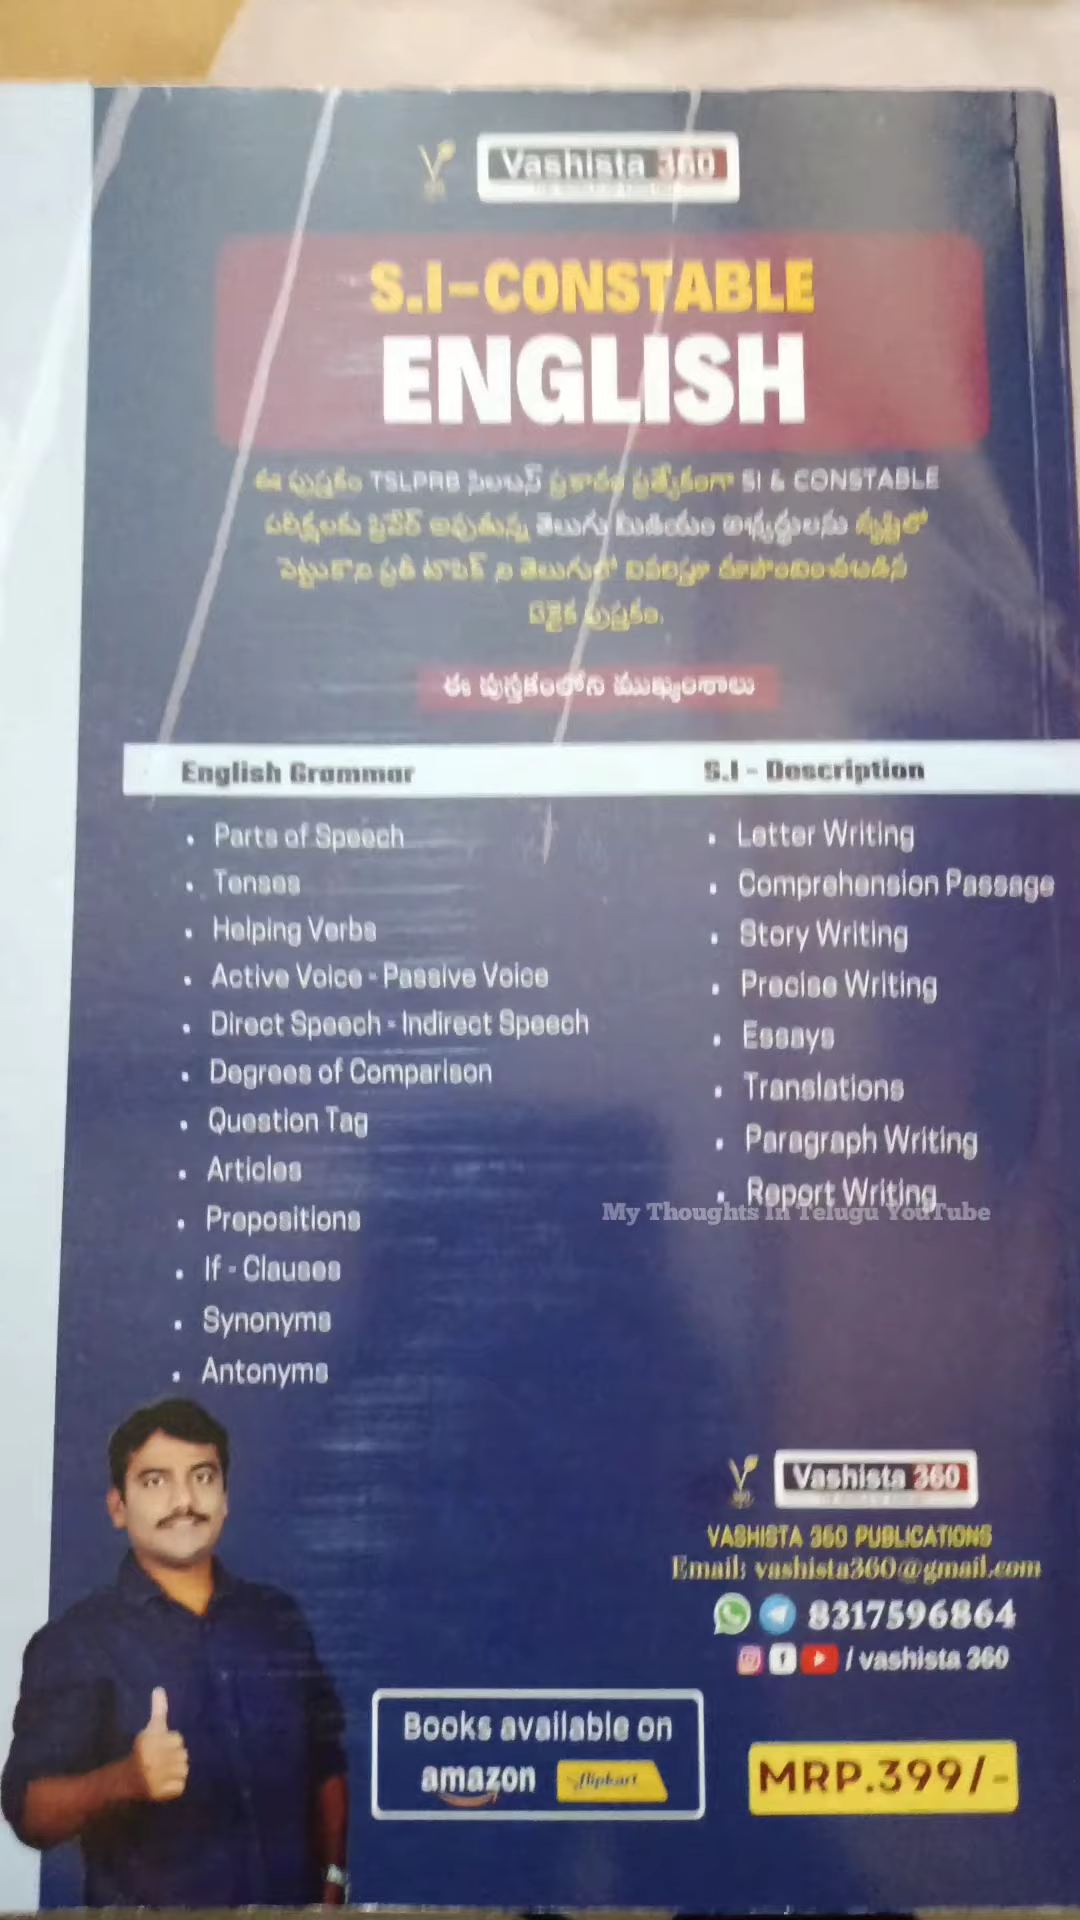 Vashista 360
S.I-CONSTABLE
ENGLISH
ఈ పుస్తకం TSLPRB సిలబస్ ప్రకారం ప్రత్యేకంగా SI & CONSTABLE
పరీక్షలకు ప్రిపేర్ అవుతున్న తెలుగు మీడియం అభ్యర్థులను దృష్టిలో
పెట్టుకొని ప్రతీ టాపిక్ ని తెలుగులో వివరిస్తూ రూపొందించబడిన
ఏకైక పుస్తకం.
ఈ పుస్తకంలోని ముఖ్యంశాలు
English Grammar
S.I - Description
• Parts of Speech
• Tenses
• Helping Verbs
• Active Voice - Passive Voice
• Direct Speech - Indirect Speech
• Degrees of Comparison
• Question Tag
• Articles
• Prepositions
• If - Clauses
• Synonyms
• Antonyms
• Letter Writing
• Comprehension Passage
• Story Writing
• Precise Writing
• Essays
• Translations
• Paragraph Writing
• Report Writing
My Thoughts In Telugu YouTube
Vashista 360
VASHISTA 360 PUBLICATIONS
Email: vashista360@gmail.com
8317596864
/ vashista 360
Books available on
amazon flipkart
MRP.399/-